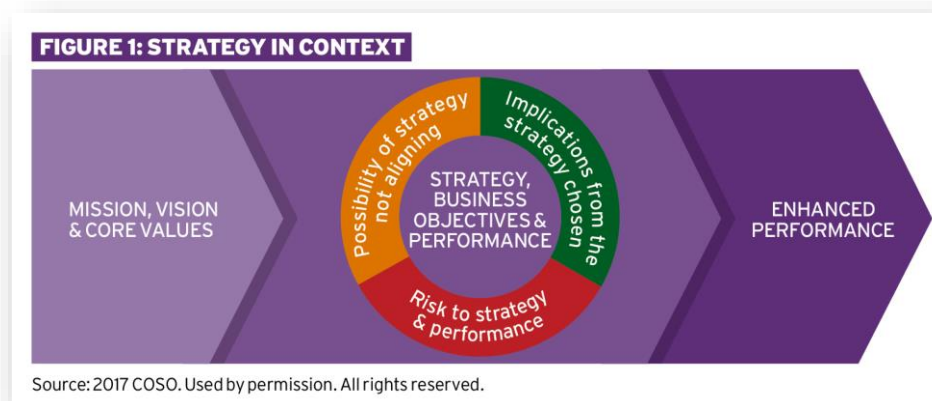 FIGURE 1: STRATEGY IN CONTEXT
MISSION, VISION
& CORE VALUES
Possibility of strategy
not aligning
Implications from the
strategy chosen
STRATEGY,
BUSINESS
OBJECTIVES &
PERFORMANCE
Risk to strategy
& performance
ENHANCED
PERFORMANCE
Source: 2017 COSO. Used by permission. All rights reserved.